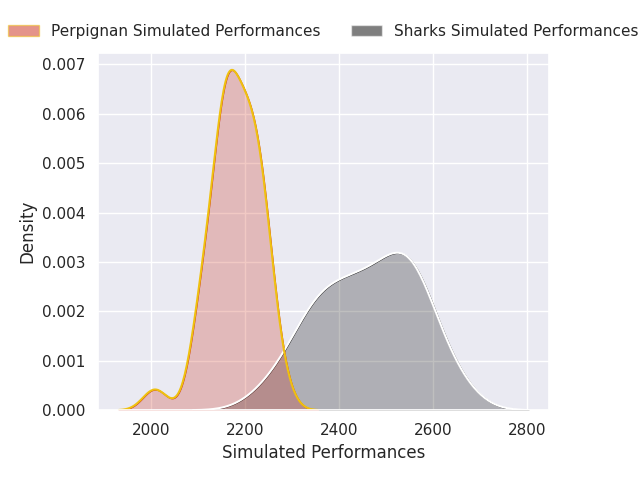 Perpignan Simulated Performances Sharks Simulated Performances
0.007
0.006
0.005
0.004
0.003
0.002
0.001
0.000
Density
2000 2200 2400 2600 2800
Simulated Performances